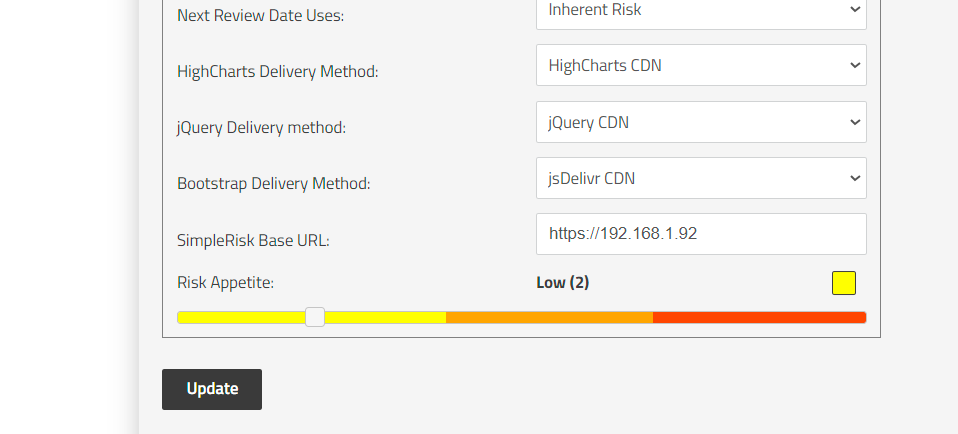 Next Review Date Uses: Inherent Risk
HighCharts Delivery Method: HighCharts CDN
jQuery Delivery method: jQuery CDN
Bootstrap Delivery Method: jsDelivr CDN
SimpleRisk Base URL: https://192.168.1.92
Risk Appetite: Low (2)
Update